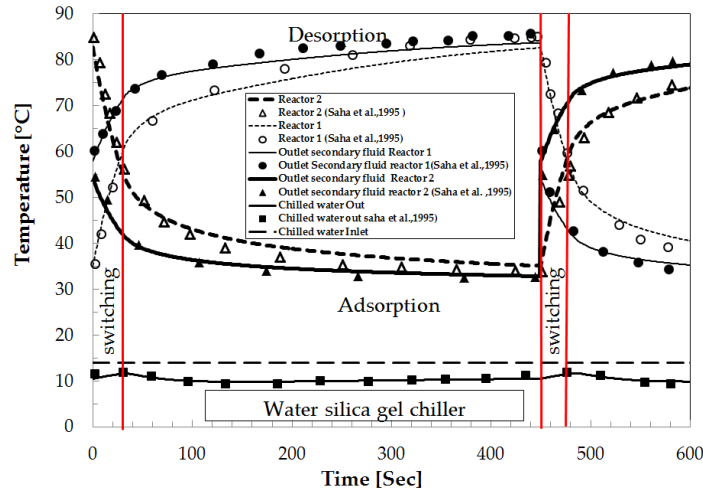 90
80
70
60
50
40
30
20
10
0
Temperature [°C]
Desorption
Reactor 2
Reactor 2 (Saha et al.,1995 )
Reactor 1
Reactor 1 (Saha et al.,1995)
Outlet secondary fluid Reactor 1
Outlet Secondary fluid reactor 1(Saha et al.,1995)
Outlet secondary fluid Reactor 2
Outlet secondary fluid reactor 2 (Saha et al. ,1995)
Chilled water Out
Chilled water out saha et al.,1995)
Chilled water Inlet
switching
Adsorption
switching
Water silica gel chiller
0 100 200 300 400 500 600
Time [Sec]